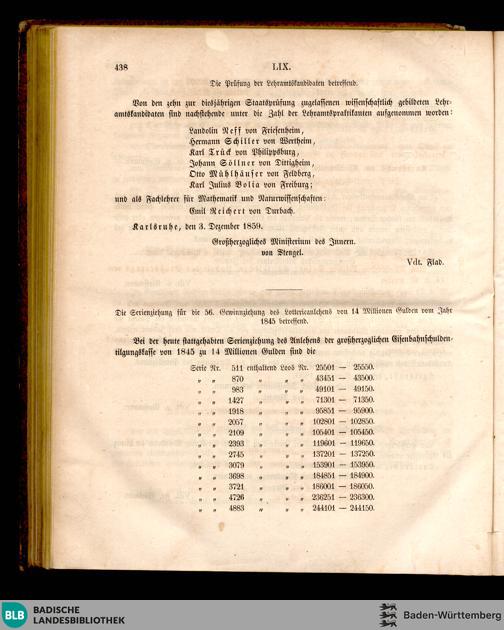 438 LIX.
Die Prüfung der Lehramtskandidaten betreffend.
Von den zehn zur diesjährigen Staatsprüfung zugelassenen wissenschaftlich gebildeten Lehr-
amtskandidaten sind nachstehende unter die Zahl der Lehramtspraktikanten aufgenommen worden:
Landolin Neff von Friesenheim,
Hermann Schiller von Wertheim,
Karl Trück von Philippsburg,
Johann Söllner von Dittigheim,
Otto Mühlhäußer von Feldberg,
Karl Julius Bolia von Freiburg;
und als Fachlehrer für Mathematik und Naturwissenschaften:
Emil Reichert von Durbach.
Karlsruhe, den 3. Dezember 1859.
Großherzogliches Ministerium des Innern.
von Stengel.
Vdt. Flad.
Die Serienziehung für die 56. Gewinnziehung des Lotterieanlehens von 14 Millionen Gulden vom Jahr
1845 betreffend.
Bei der heute stattgehabten Serienziehung des Anlehens der großherzoglichen Eisenbahnschulden-
tilgungskasse von 1845 zu 14 Millionen Gulden sind die
Serie Nr. 511 enthaltend Loos Nr. 25501 — 25550.
„ „ 870 „ „ „ 43451 — 43500.
„ „ 983 „ „ „ 49101 — 49150.
„ „ 1427 „ „ „ 71301 — 71350.
„ „ 1918 „ „ „ 95851 — 95900.
„ „ 2057 „ „ „ 102801 — 102850.
„ „ 2109 „ „ „ 105401 — 105450.
„ „ 2393 „ „ „ 119601 — 119650.
„ „ 2745 „ „ „ 137201 — 137250.
„ „ 3079 „ „ „ 153901 — 153950.
„ „ 3698 „ „ „ 184851 — 184900.
„ „ 3721 „ „ „ 186001 — 186050.
„ „ 4726 „ „ „ 236251 — 236300.
„ „ 4883 „ „ „ 244101 — 244150.
BLB BADISCHE
LANDESBIBLIOTHEK
Baden-Württemberg